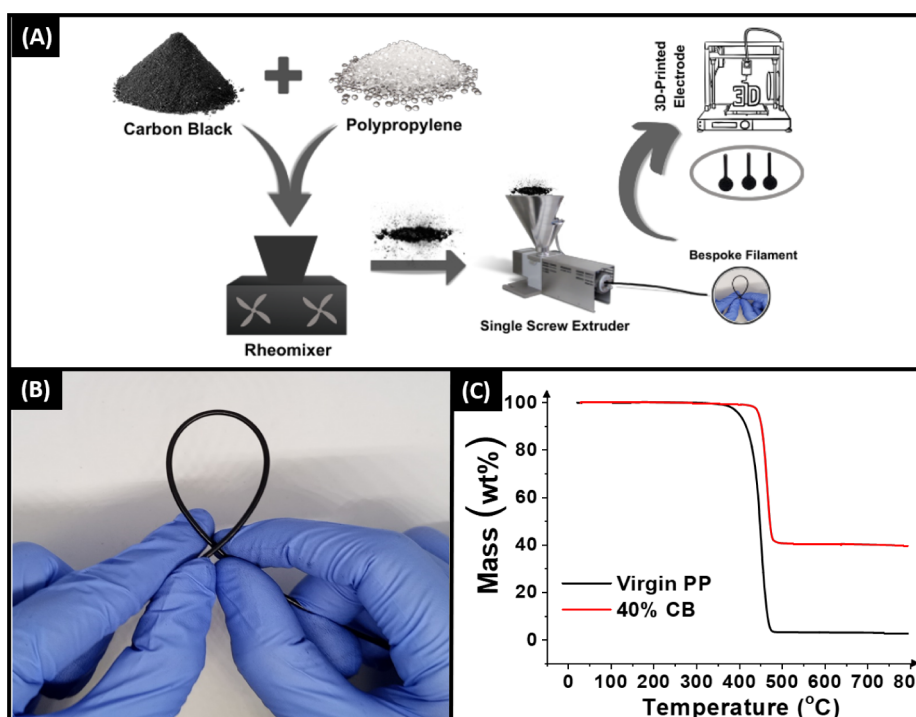 (A)
Carbon Black
Polypropylene
3D-Printed
Electrode
3D
Rheomixer
Single Screw Extruder
Bespoke Filament
(B)
(C)
Mass (wt%)
100
80
60
40
20
0
Virgin PP
40% CB
0 100 200 300 400 500 600 700 80
Temperature (°C)